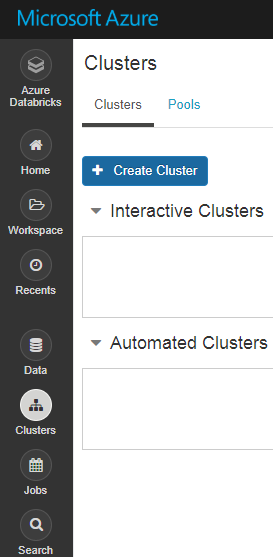 Microsoft Azure
Azure
Databricks
Home
Workspace
Recents
Data
Clusters
Jobs
Search
Clusters
Clusters Pools
+ Create Cluster
Interactive Clusters
Automated Clusters